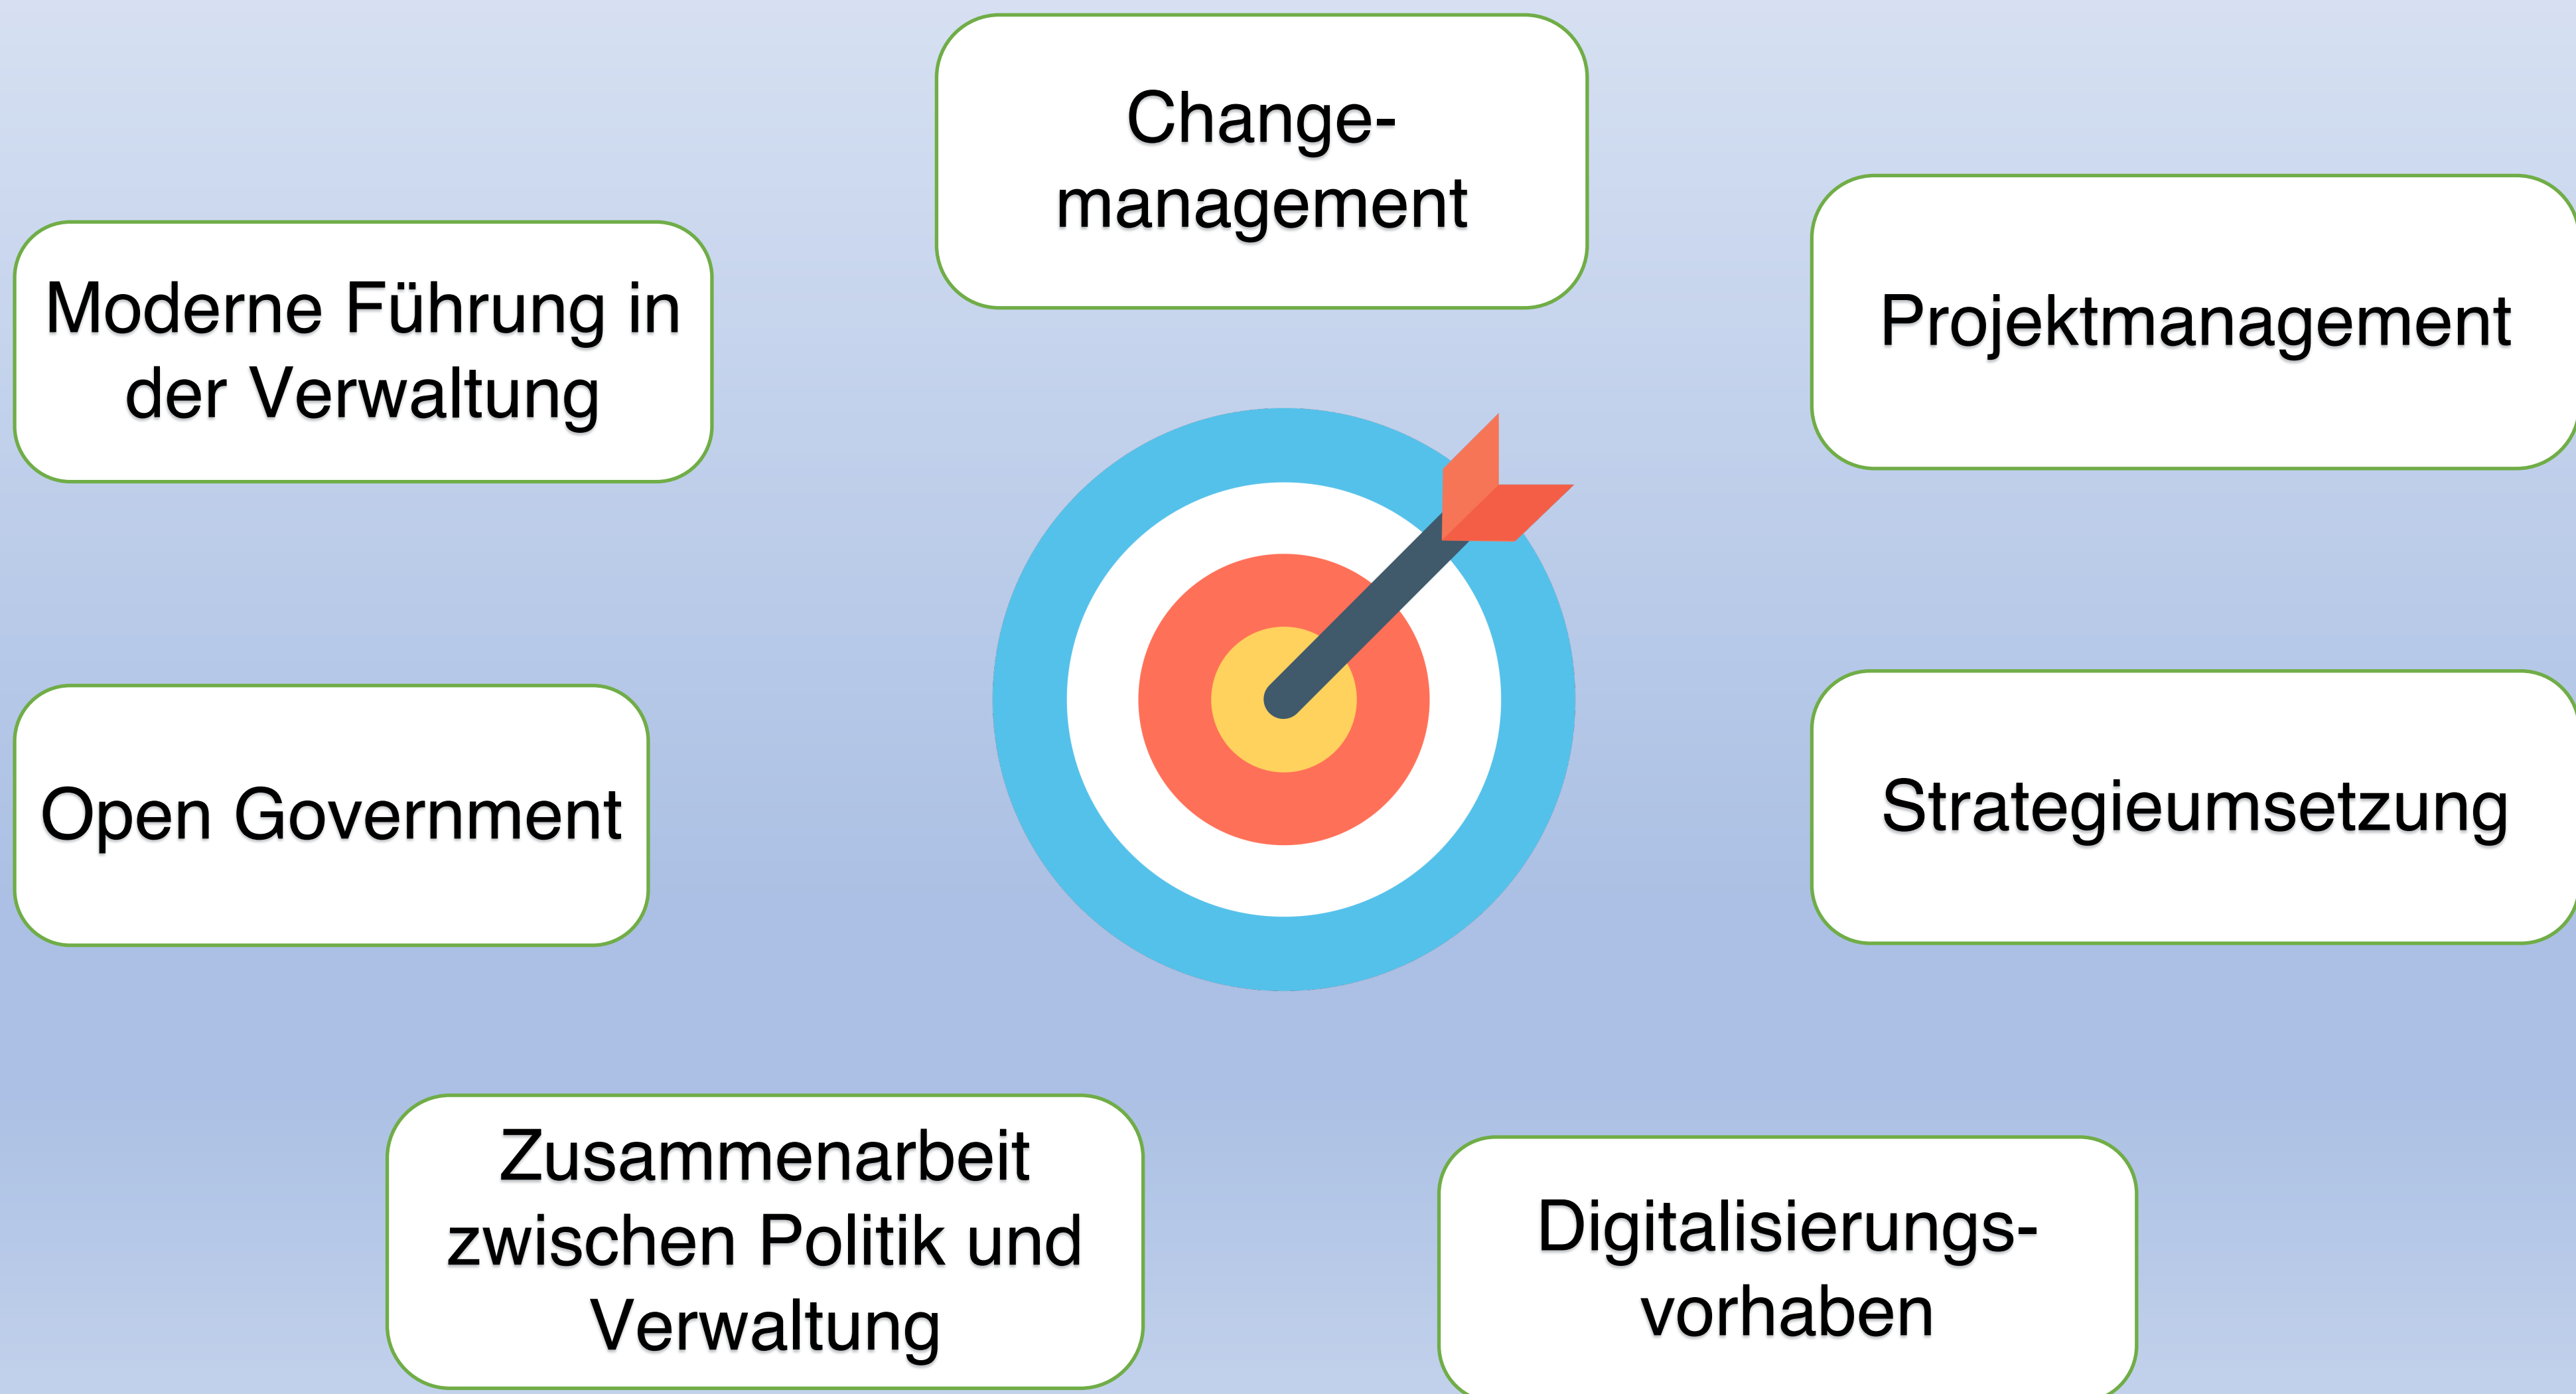 Change-
management
Moderne Führung in
der Verwaltung
Projektmanagement
Open Government
Strategieumsetzung
Zusammenarbeit
zwischen Politik und
Verwaltung
Digitalisierungs-
vorhaben